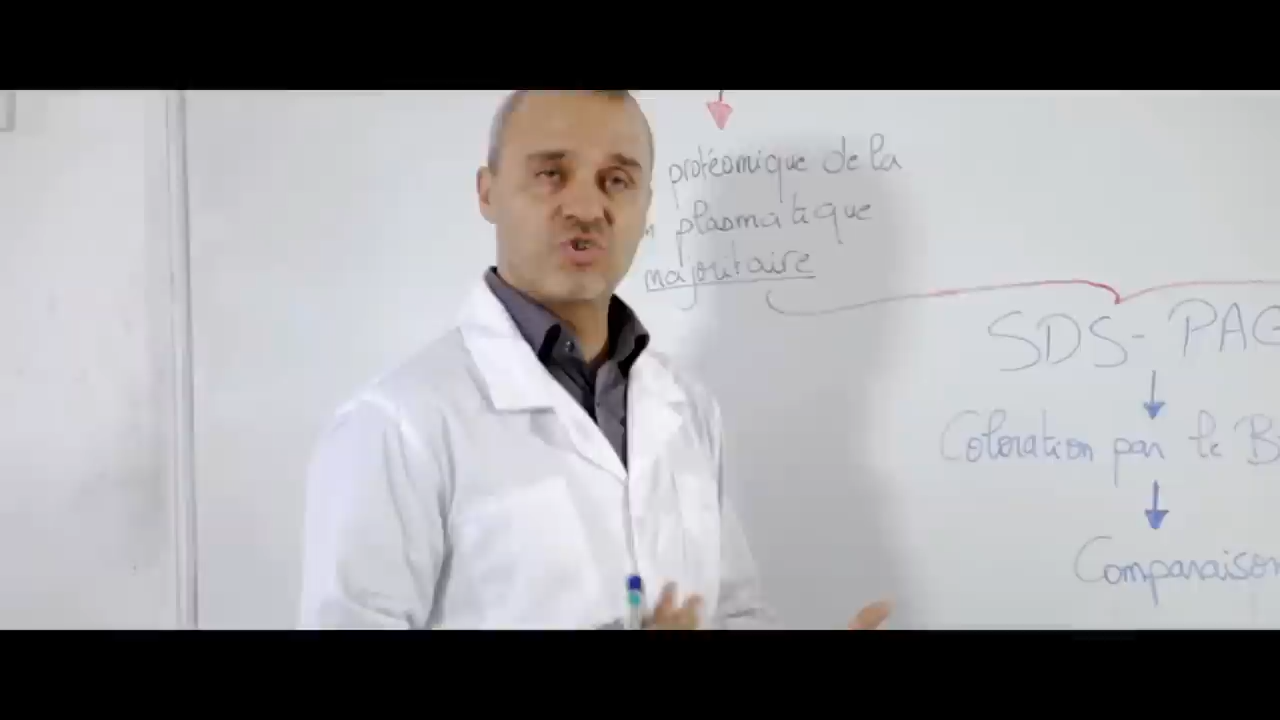 protéomique de la
plasmatique
majoritaire
SDS-PAG
Coloration par le B
Comparaison